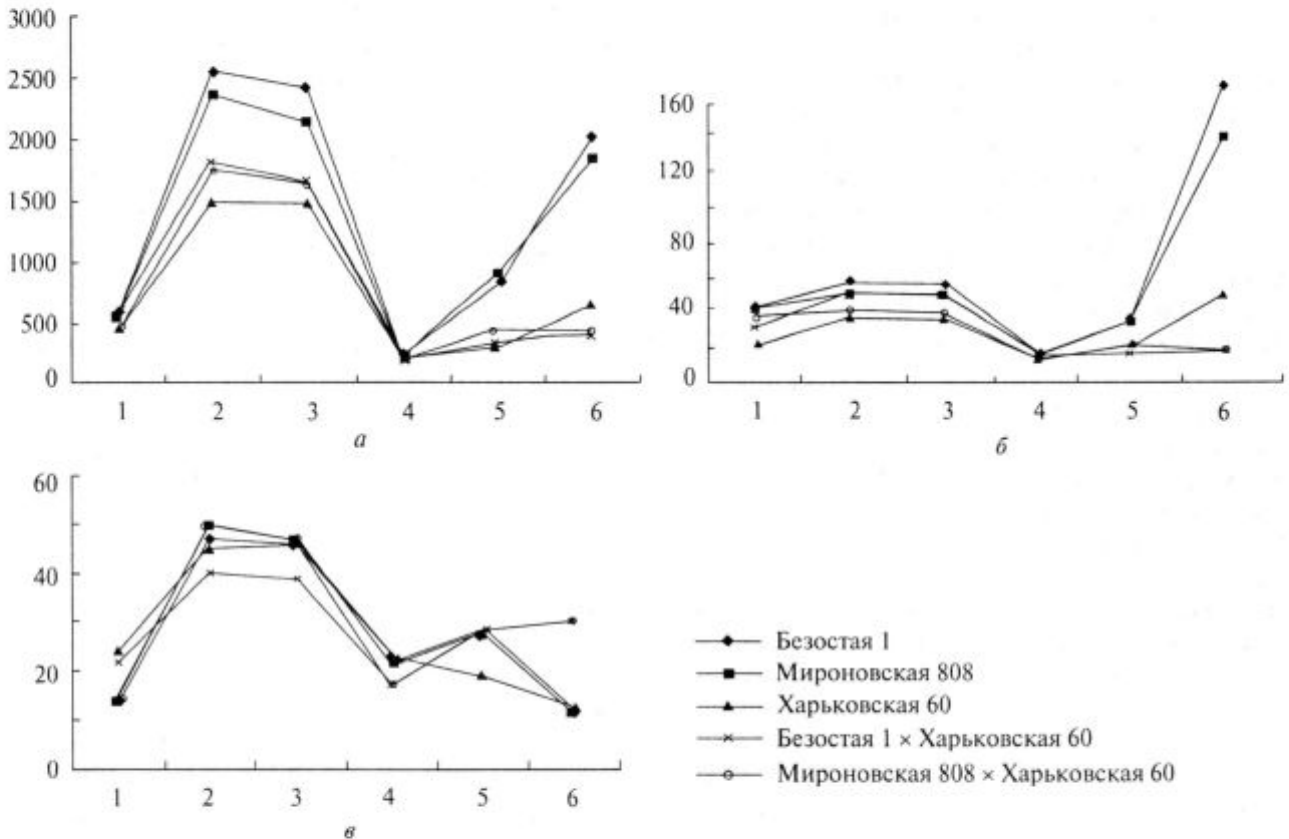 3000
2500
2000
1500
1000
500
0
1 2 3 4 5 6
а
160
120
80
40
0
1 2 3 4 5 6
б
60
40
20
0
1 2 3 4 5 6
в
Безостая 1
Мироновская 808
Харьковская 60
Безостая 1 × Харьковская 60
Мироновская 808 × Харьковская 60